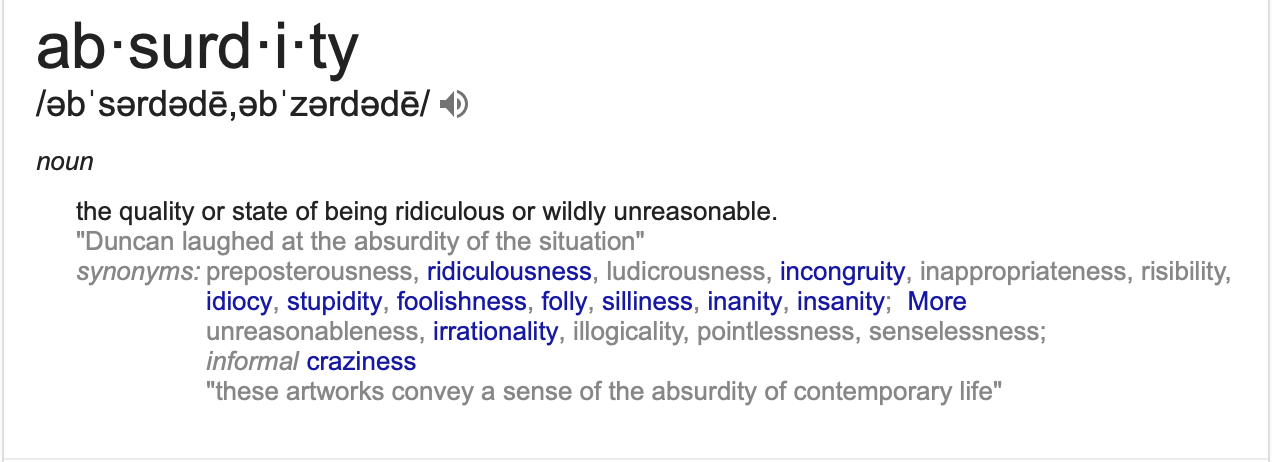 ab·surd·i·ty
/əbˈsərdədē,əbˈzərdədē/
noun
the quality or state of being ridiculous or wildly unreasonable.
"Duncan laughed at the absurdity of the situation"
synonyms: preposterousness, ridiculousness, ludicrousness, incongruity, inappropriateness, risibility,
idiocy, stupidity, foolishness, folly, silliness, inanity, insanity; More
unreasonableness, irrationality, illogicality, pointlessness, senselessness;
informal craziness
"these artworks convey a sense of the absurdity of contemporary life"